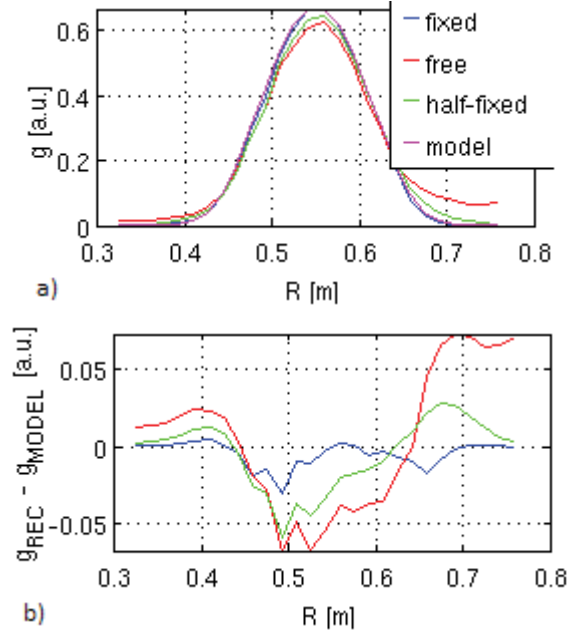 fixed
free
half-fixed
model
g [a.u.]
0.6
0.4
0.2
0
0.3 0.4 0.5 0.6 0.7 0.8
R [m]
a)
g_REC - g_MODEL [a.u.]
0.05
0
-0.05
0.3 0.4 0.5 0.6 0.7 0.8
R [m]
b)